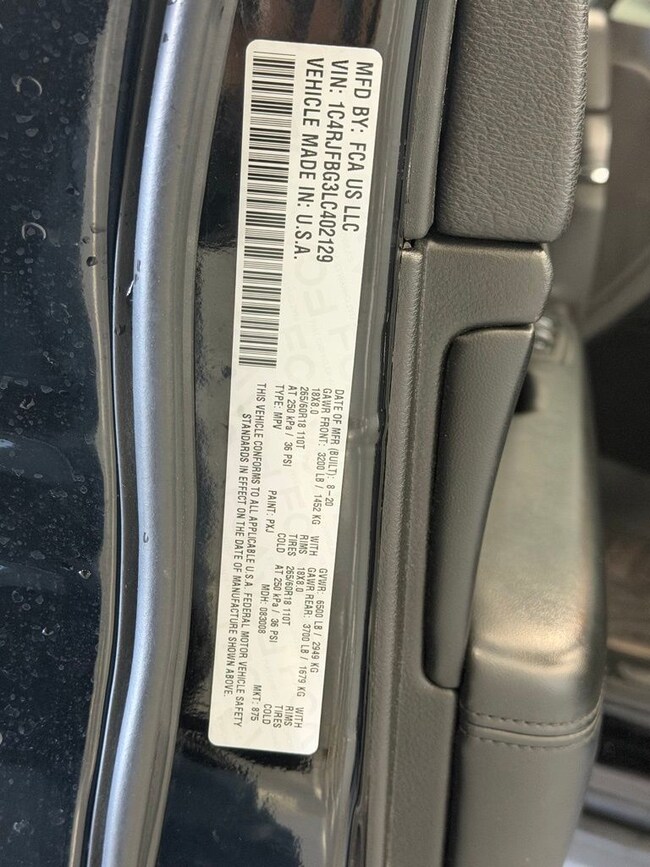 MFD BY: FCA US LLC
VIN: 1C4RJFBG3LC402129
VEHICLE MADE IN: U.S.A.
DATE OF MFR (BUILT): 8-20 GVWR: 6500 LB / 2949 KG
GAWR FRONT: 3200 LB / 1452 KG WITH GAWR REAR: 3700 LB / 1679 KG WITH
18X8.0 RIMS 18X8.0 RIMS
265/60R18 110T TIRES 265/60R18 110T TIRES
AT 250 kPa / 36 PSI COLD AT 250 kPa / 36 PSI COLD
TYPE: MPV PAINT: PXJ MDH: 083008 MKT: 875
THIS VEHICLE CONFORMS TO ALL APPLICABLE U.S.A. FEDERAL MOTOR VEHICLE SAFETY
STANDARDS IN EFFECT ON THE DATE OF MANUFACTURE SHOWN ABOVE.